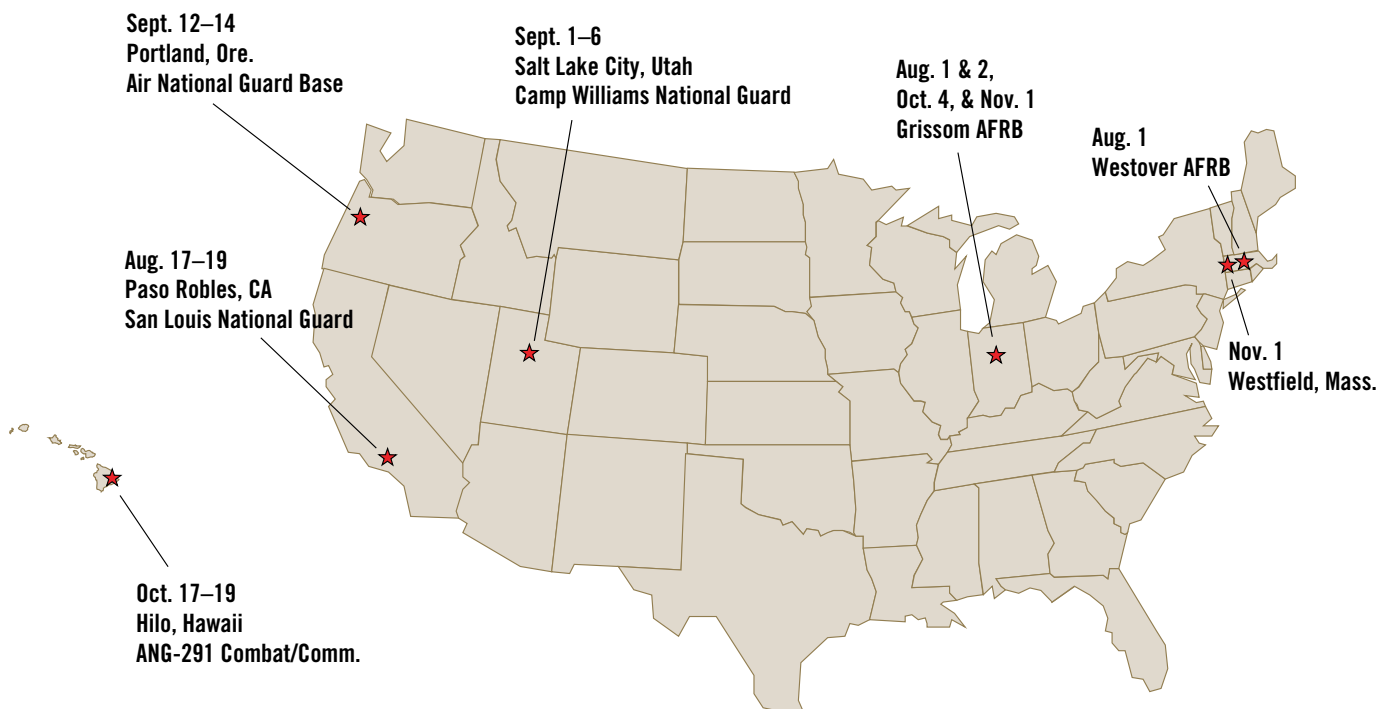 Sept. 12–14
Portland, Ore.
Air National Guard Base
Sept. 1–6
Salt Lake City, Utah
Camp Williams National Guard
Aug. 1 & 2,
Oct. 4, & Nov. 1
Grissom AFRB
Aug. 1
Westover AFRB
Aug. 17–19
Paso Robles, CA
San Louis National Guard
Nov. 1
Westfield, Mass.
Oct. 17–19
Hilo, Hawaii
ANG-291 Combat/Comm.